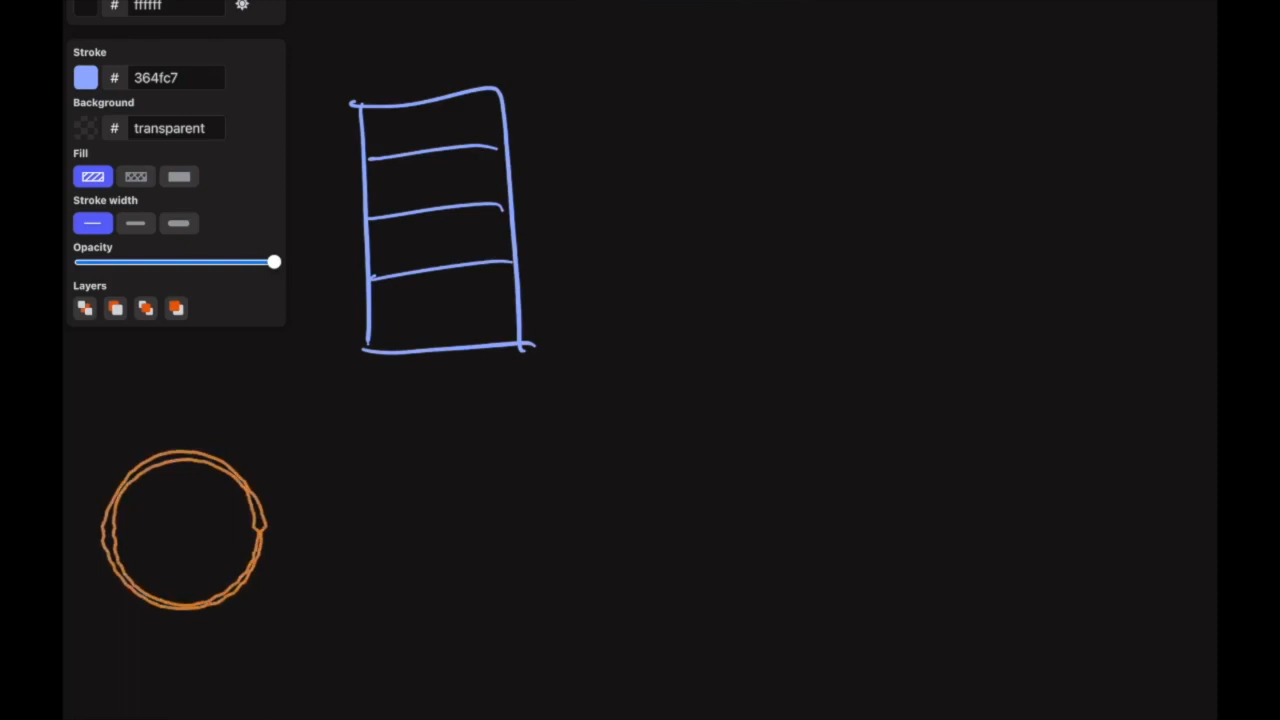 # ffffff
Stroke
# 364fc7
Background
# transparent
Fill
Stroke width
Opacity
Layers